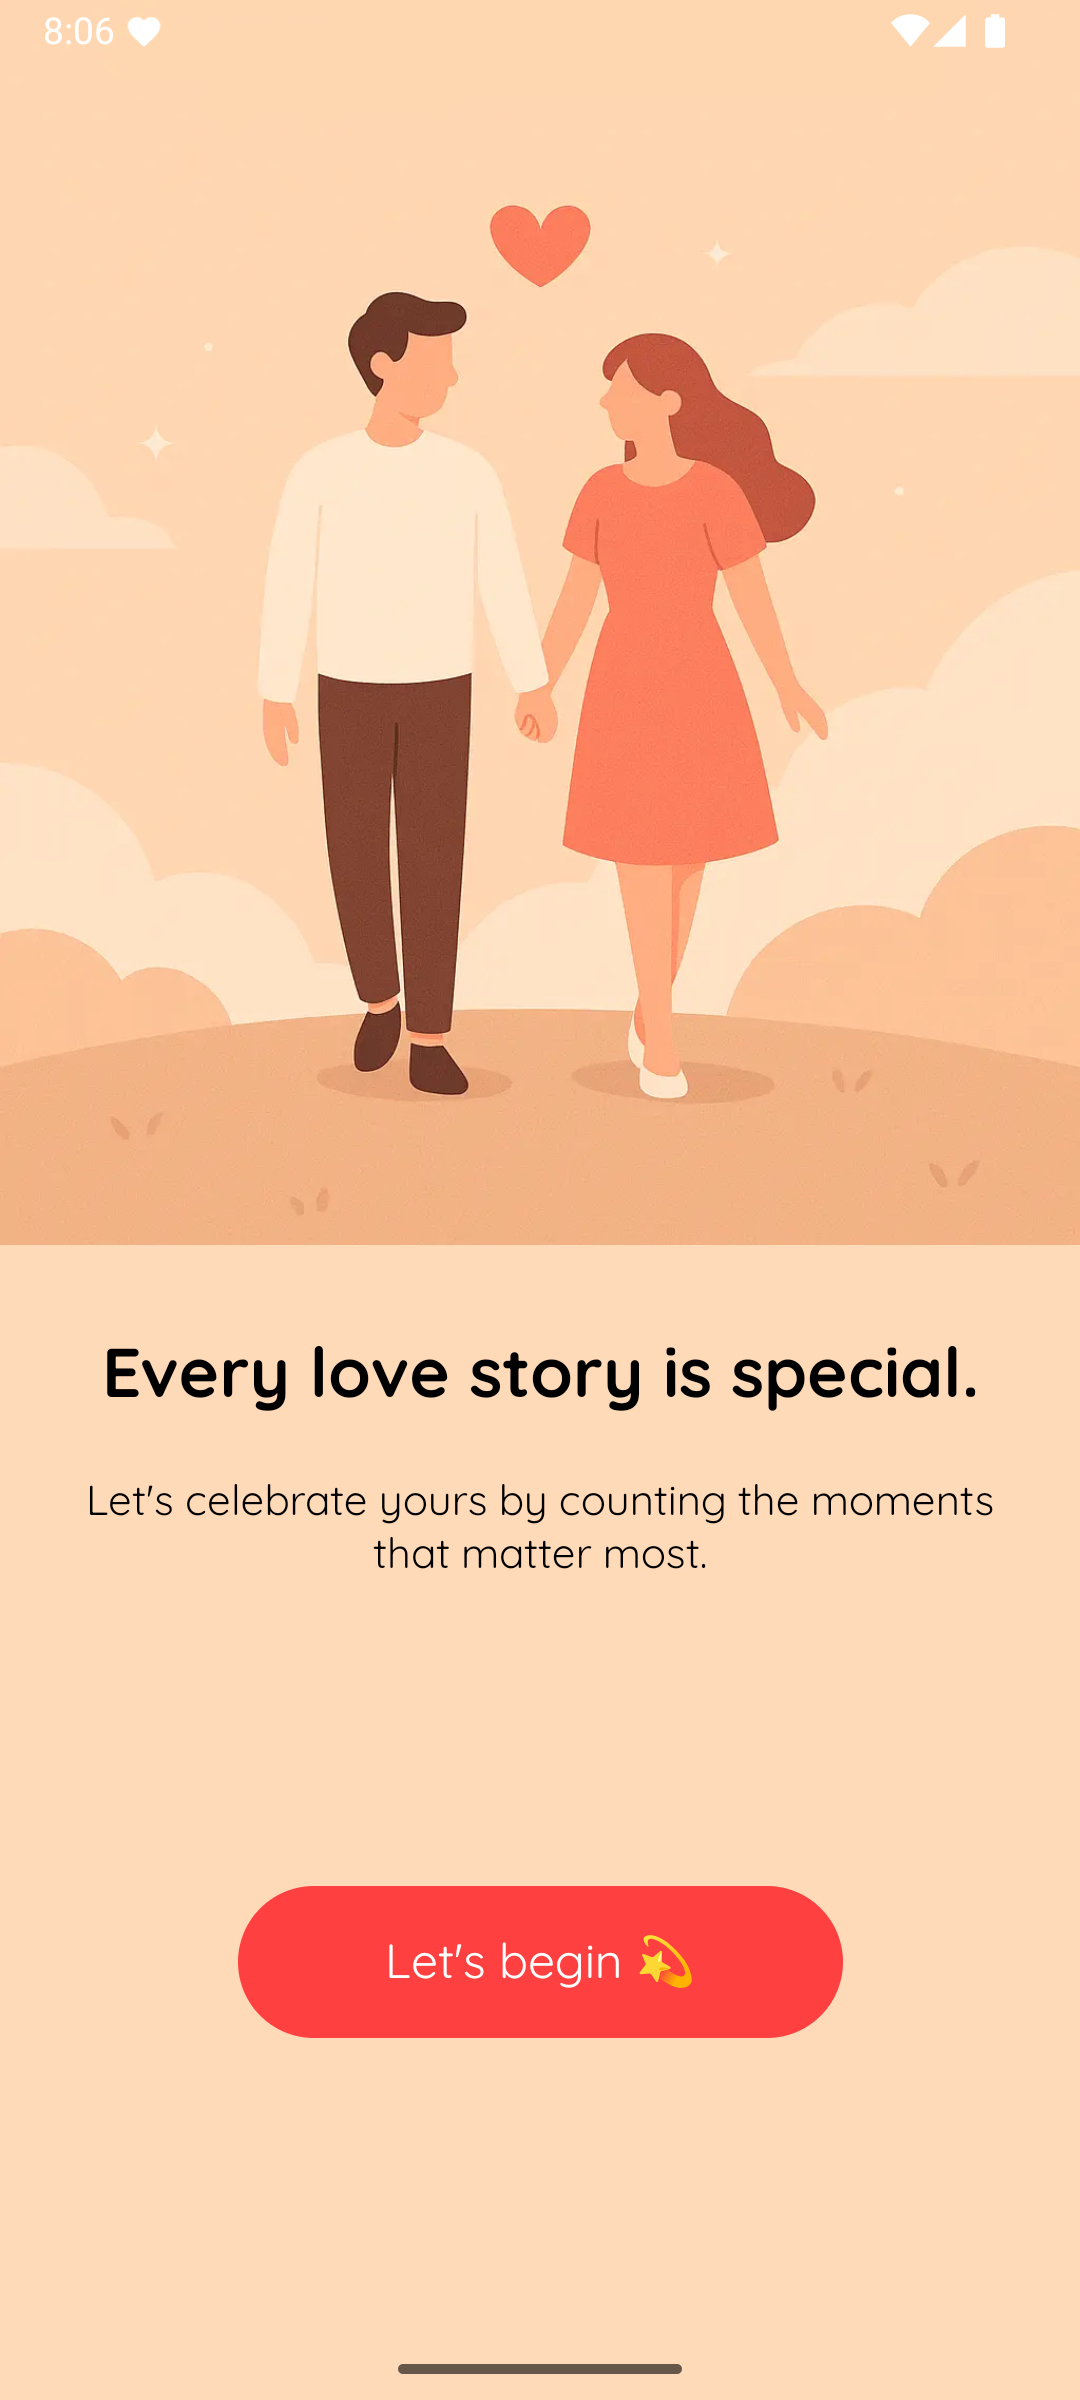 8:06
Every love story is special.
Let's celebrate yours by counting the moments
that matter most.
Let's begin 💫